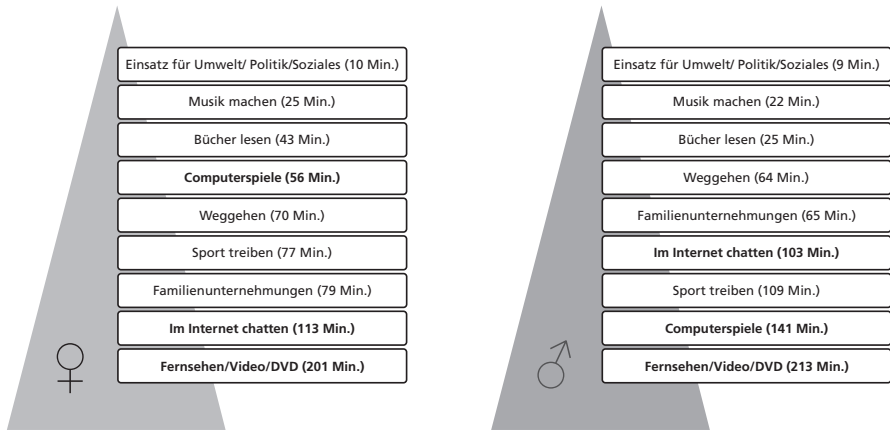 Einsatz für Umwelt/ Politik/Soziales (10 Min.)
Musik machen (25 Min.)
Bücher lesen (43 Min.)
Computerspiele (56 Min.)
Weggehen (70 Min.)
Sport treiben (77 Min.)
Familienunternehmungen (79 Min.)
Im Internet chatten (113 Min.)
Fernsehen/Video/DVD (201 Min.)
Einsatz für Umwelt/ Politik/Soziales (9 Min.)
Musik machen (22 Min.)
Bücher lesen (25 Min.)
Weggehen (64 Min.)
Familienunternehmungen (65 Min.)
Im Internet chatten (103 Min.)
Sport treiben (109 Min.)
Computerspiele (141 Min.)
Fernsehen/Video/DVD (213 Min.)